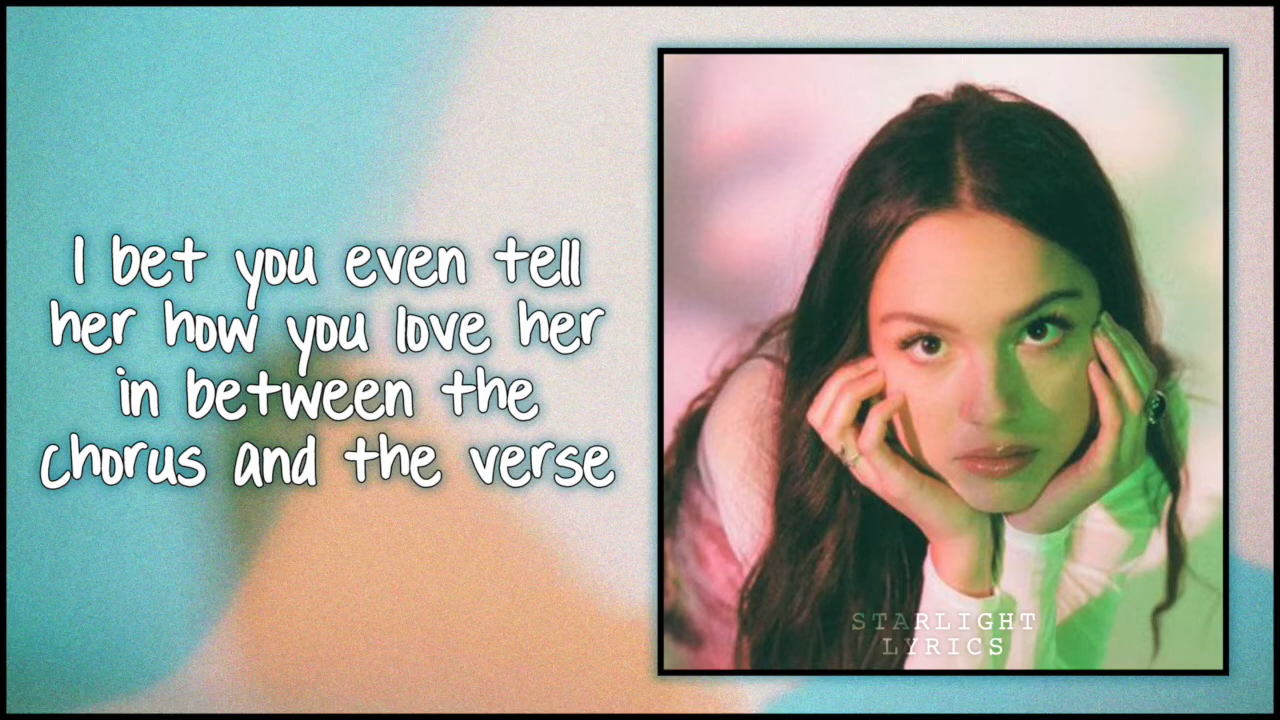 I bet you even tell
her how you love her
in between the
chorus and the verse
STARLIGHT
LYRICS